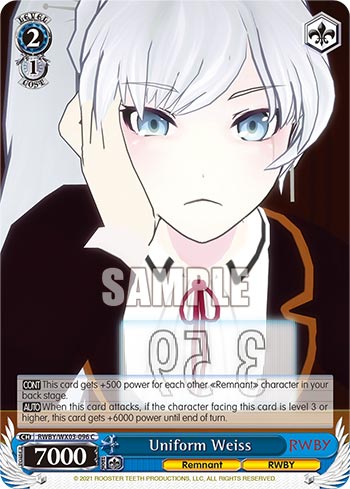 LEVEL
2
1
COST
SAMPLE
3 59
CONT This card gets +500 power for each other «Remnant» character in your
back stage.
AUTO When this card attacks, if the character facing this card is level 3 or
higher, this card gets +6000 power until end of turn.
CH RWBY/WX03-096 C
Uniform Weiss
RWBY
POWER
7000
Remnant
RWBY
© 2021 ROOSTER TEETH PRODUCTIONS, LLC, ALL RIGHTS RESERVED.